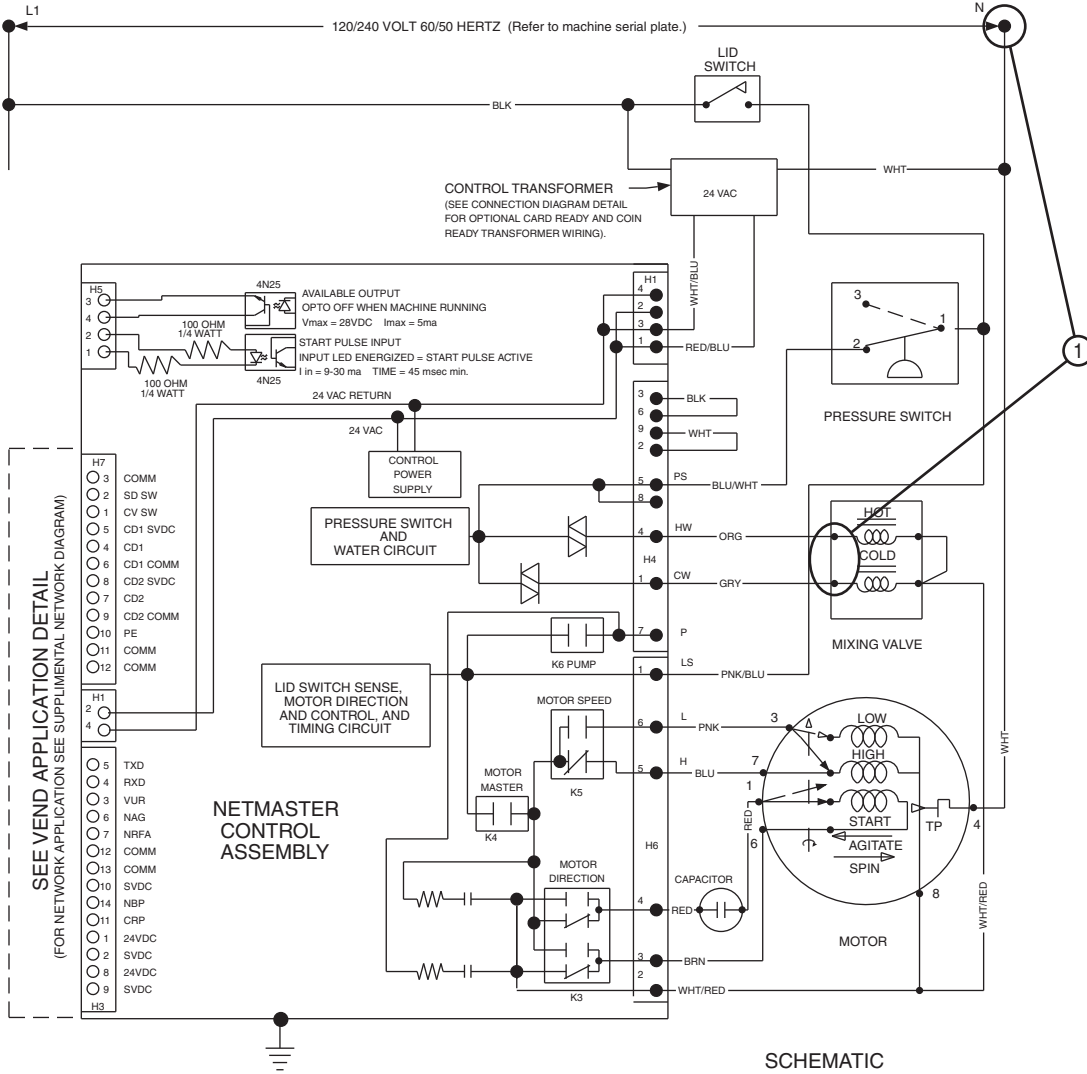 L1
N
120/240 VOLT 60/50 HERTZ (Refer to machine serial plate.)
LID
SWITCH
BLK
WHT
CONTROL TRANSFORMER
(SEE CONNECTION DIAGRAM DETAIL
FOR OPTIONAL CARD READY AND COIN
READY TRANSFORMER WIRING).
24 VAC
WHT/BLU
RED/BLU
H1
4
2
3
1
H5
3
4
2
1
4N25
AVAILABLE OUTPUT
OPTO OFF WHEN MACHINE RUNNING
Vmax = 28VDC Imax = 5ma
100 OHM
1/4 WATT
START PULSE INPUT
INPUT LED ENERGIZED = START PULSE ACTIVE
I in = 9-30 ma TIME = 45 msec min.
4N25
100 OHM
1/4 WATT
3
1
2
PRESSURE SWITCH
1
24 VAC RETURN
24 VAC
CONTROL
POWER
SUPPLY
3
BLK
6
9
WHT
2
5
PS
BLU/WHT
8
4
HW
ORG
H4
1
CW
GRY
7
P
PRESSURE SWITCH
AND
WATER CIRCUIT
HOT
COLD
MIXING VALVE
SEE VEND APPLICATION DETAIL
(FOR NETWORK APPLICATION SEE SUPPLIMENTAL NETWORK DIAGRAM)
H7
3 COMM
2 SD SW
1 CV SW
5 CD1 SVDC
4 CD1
6 CD1 COMM
8 CD2 SVDC
7 CD2
9 CD2 COMM
10 PE
11 COMM
12 COMM
H1
2
4
5 TXD
4 RXD
3 VUR
6 NAG
7 NRFA
12 COMM
13 COMM
10 SVDC
14 NBP
11 CRP
1 24VDC
2 SVDC
8 24VDC
9 SVDC
H3
K6 PUMP
LID SWITCH SENSE,
MOTOR DIRECTION
AND CONTROL, AND
TIMING CIRCUIT
1
LS
PNK/BLU
MOTOR SPEED
6
L
PNK
5
H
BLU
K5
MOTOR
MASTER
K4
NETMASTER
CONTROL
ASSEMBLY
H6
MOTOR
DIRECTION
4
RED
3
BRN
2
WHT/RED
K3
CAPACITOR
RED
3
7
1
6
LOW
HIGH
START
TP
4
AGITATE
SPIN
8
MOTOR
WHT
WHT/RED
SCHEMATIC